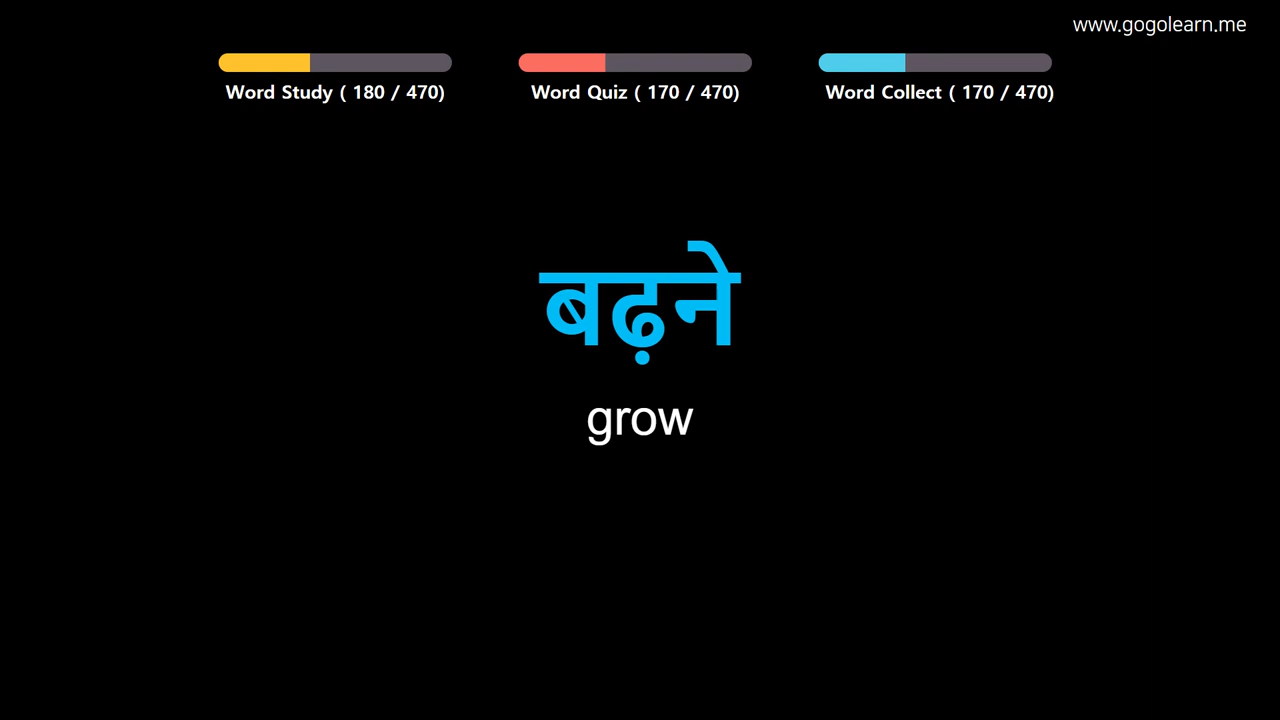 www.gogolearn.me
Word Study ( 180 / 470)
Word Quiz ( 170 / 470)
Word Collect ( 170 / 470)
बढ़ने
grow